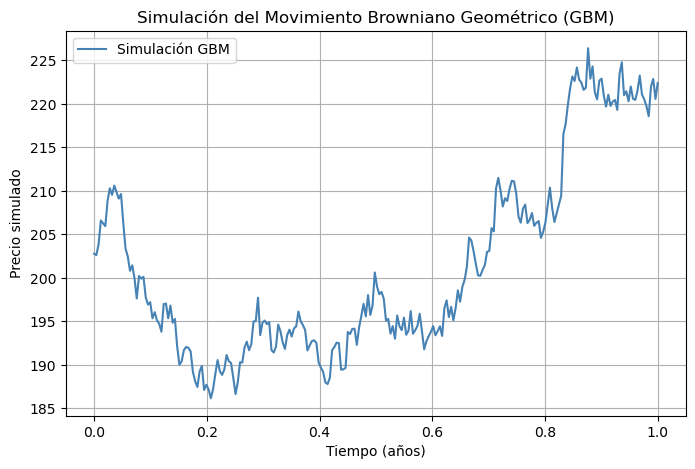 Simulación del Movimiento Browniano Geométrico (GBM)
Simulación GBM
Precio simulado
225
220
215
210
205
200
195
190
185
0.0 0.2 0.4 0.6 0.8 1.0
Tiempo (años)